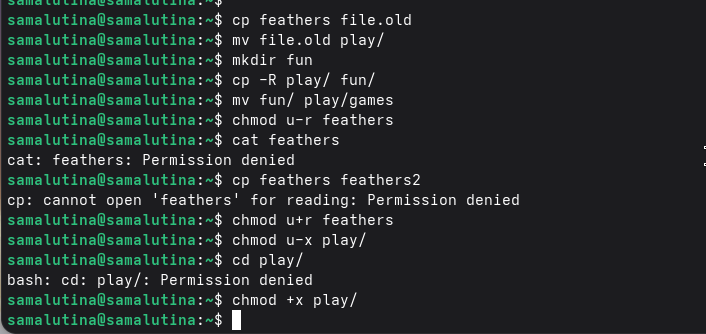 samalutina@samalutina:~$
samalutina@samalutina:~$ cp feathers file.old
samalutina@samalutina:~$ mv file.old play/
samalutina@samalutina:~$ mkdir fun
samalutina@samalutina:~$ cp -R play/ fun/
samalutina@samalutina:~$ mv fun/ play/games
samalutina@samalutina:~$ chmod u-r feathers
samalutina@samalutina:~$ cat feathers
cat: feathers: Permission denied
samalutina@samalutina:~$ cp feathers feathers2
cp: cannot open 'feathers' for reading: Permission denied
samalutina@samalutina:~$ chmod u+r feathers
samalutina@samalutina:~$ chmod u-x play/
samalutina@samalutina:~$ cd play/
bash: cd: play/: Permission denied
samalutina@samalutina:~$ chmod +x play/
samalutina@samalutina:~$